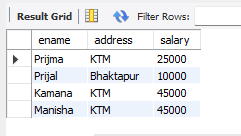 Result Grid Filter Rows:
ename address salary
Prijma KTM 25000
Prijal Bhaktapur 10000
Kamana KTM 45000
Manisha KTM 45000